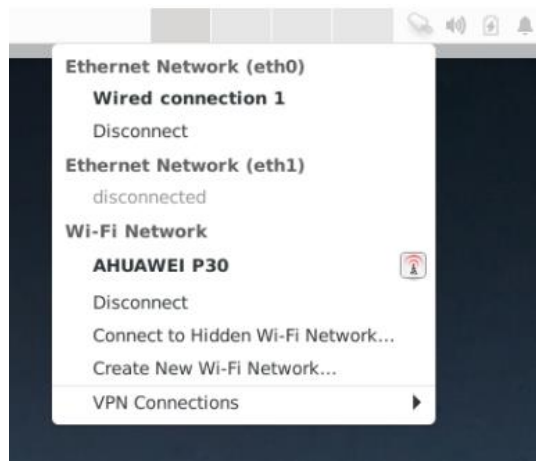 Ethernet Network (eth0)
Wired connection 1
Disconnect
Ethernet Network (eth1)
disconnected
Wi-Fi Network
AHUAWEI P30
Disconnect
Connect to Hidden Wi-Fi Network...
Create New Wi-Fi Network...
VPN Connections